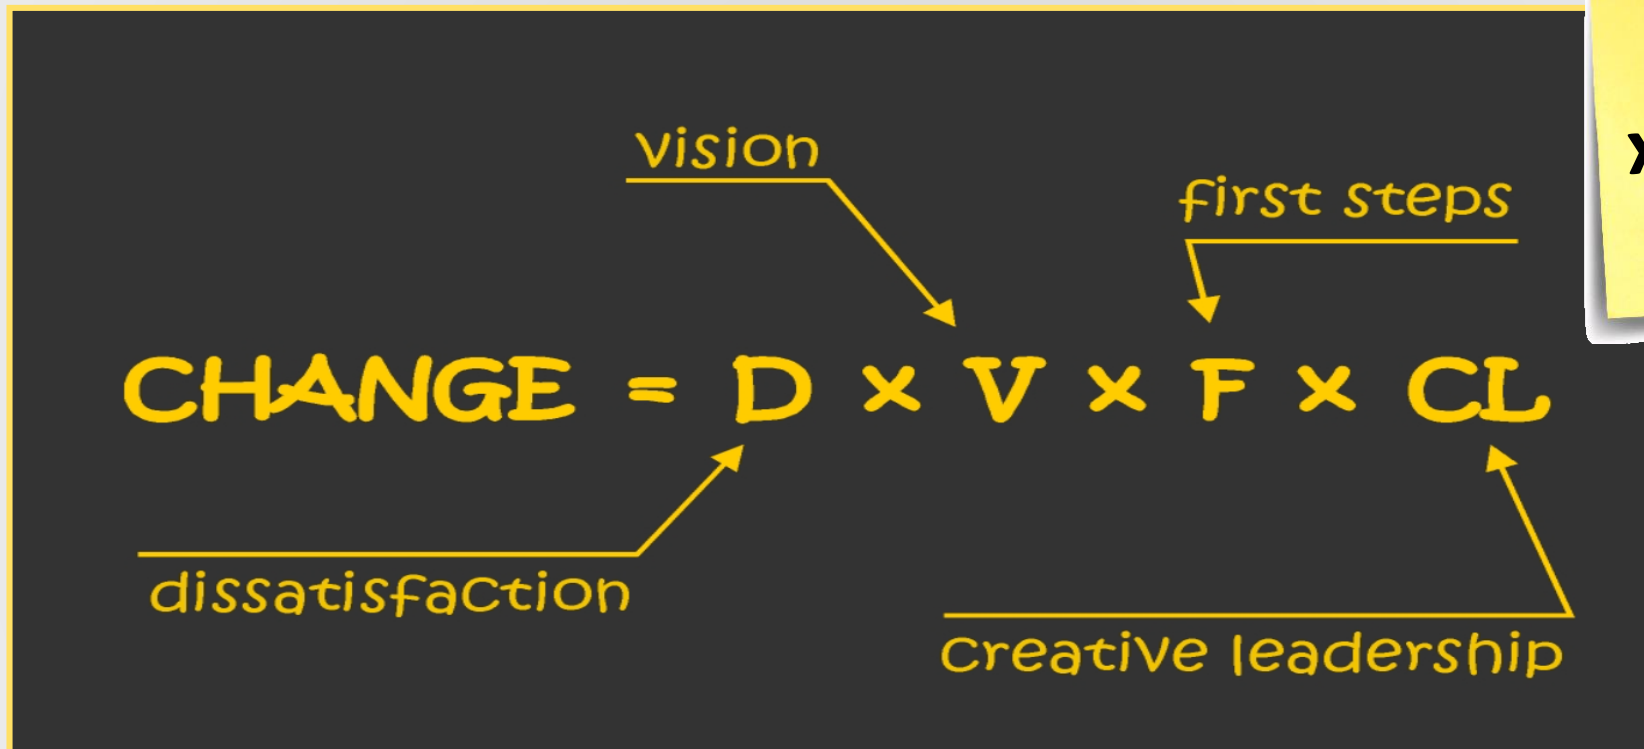 vision
first steps
CHANGE = D x V x F x CL
dissatisfaction
creative leadership